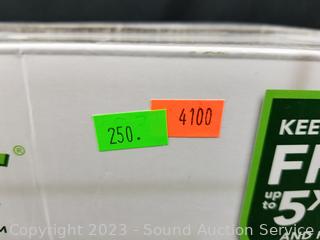 4100
250.
KEE
FR
up
to 5X
AND
Copyright 2023 - Sound Auction Service